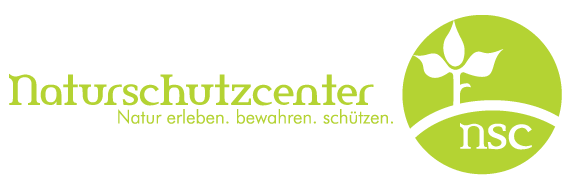 Naturschutzcenter
Natur erleben. bewahren. schützen.
nsc